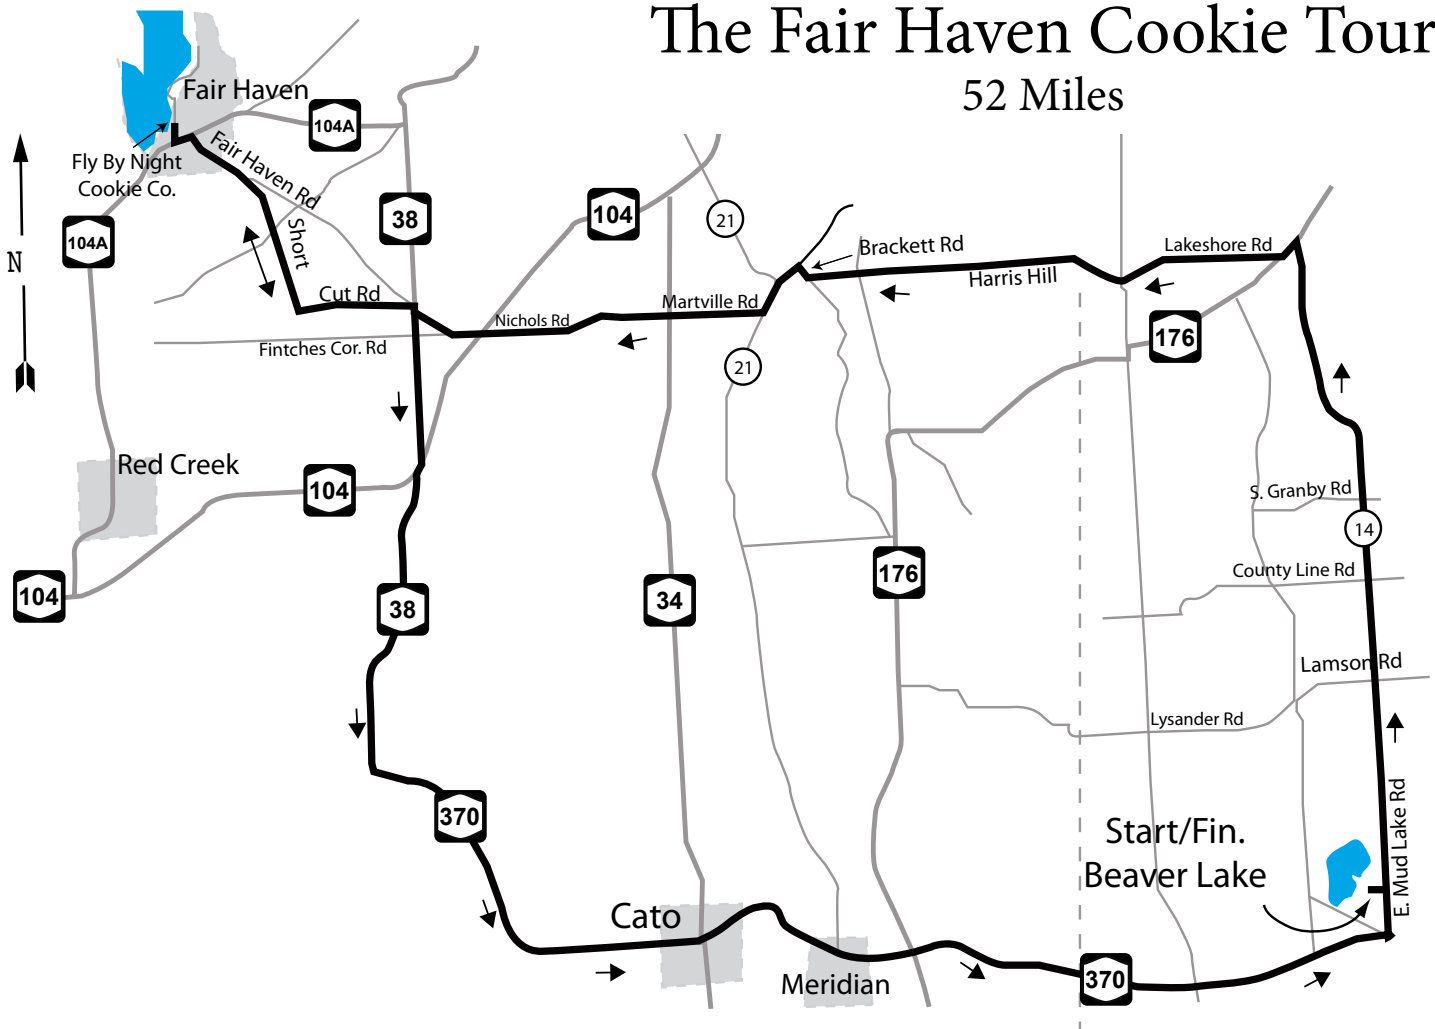 The Fair Haven Cookie Tour
52 Miles
Fair Haven
104A
Fly By Night
Cookie Co.
Fair Haven Rd
104A
38
104
21
Short
Cut Rd
N
Brackett Rd
Lakeshore Rd
Harris Hill
Martville Rd
Nichols Rd
Fintches Cor. Rd
176
21
Red Creek
104
S. Granby Rd
14
County Line Rd
104
38
34
176
Lamson Rd
Lysander Rd
370
Start/Fin.
Beaver Lake
E. Mud Lake Rd
Cato
Meridian
370